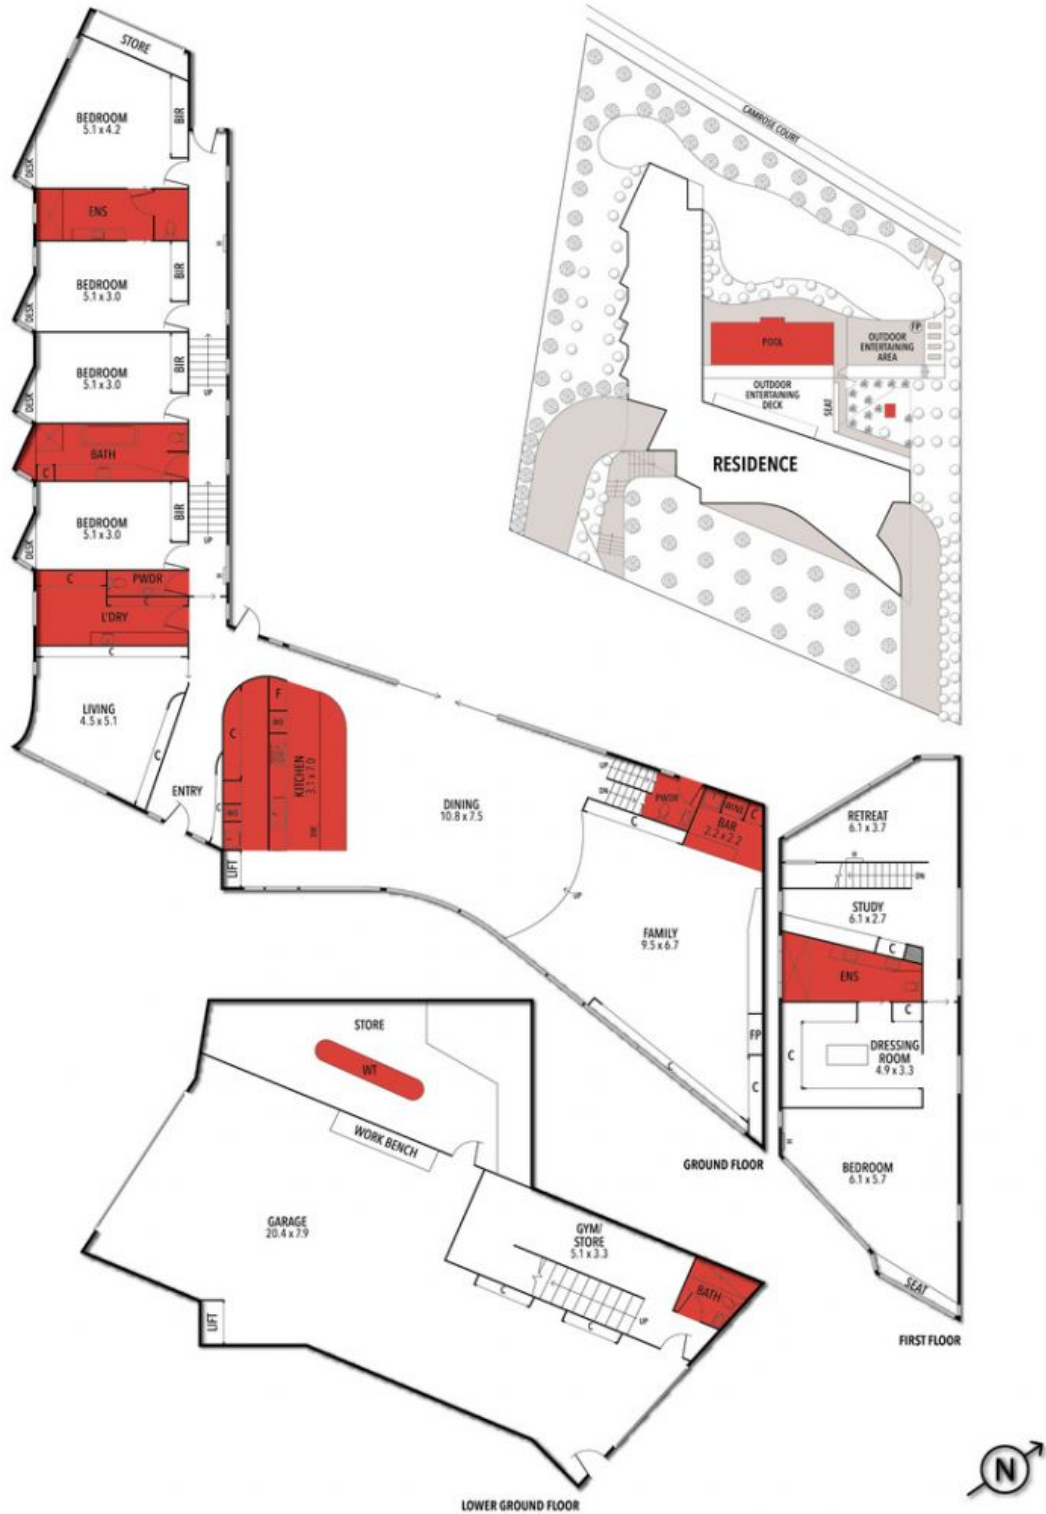 STORE
BEDROOM
5.1 x 4.2
BIR
DESK
ENS
BEDROOM
5.1 x 3.0
BIR
DESK
H
BEDROOM
5.1 x 3.0
BIR
DESK
UP
BATH
C
BEDROOM
5.1 x 3.0
BIR
DESK
UP
H
C
PWDR
C
L'DRY
C
LIVING
4.5 x 5.1
C
ENTRY
C
C
F
WO
KITCHEN
3.1 x 7.0
LIFT
DINING
10.8 x 7.5
UP
DN
PWDR
WINE
C
BAR
2.2 x 2.2
C
UP
FAMILY
9.5 x 6.7
FP
C
C
GROUND FLOOR
CAMROSE COURT
POOL
FP
OUTDOOR
ENTERTAINING
AREA
OUTDOOR
ENTERTAINING
DECK
SEAT
RESIDENCE
RETREAT
6.1 x 3.7
H
DN
STUDY
6.1 x 2.7
C
ENS
C
C
DRESSING
ROOM
4.9 x 3.3
H
BEDROOM
6.1 x 5.7
SEAT
FIRST FLOOR
STORE
WT
WORK BENCH
GARAGE
20.4 x 7.9
GYM/
STORE
5.1 x 3.3
BATH
C
UP
C
LIFT
LOWER GROUND FLOOR
N